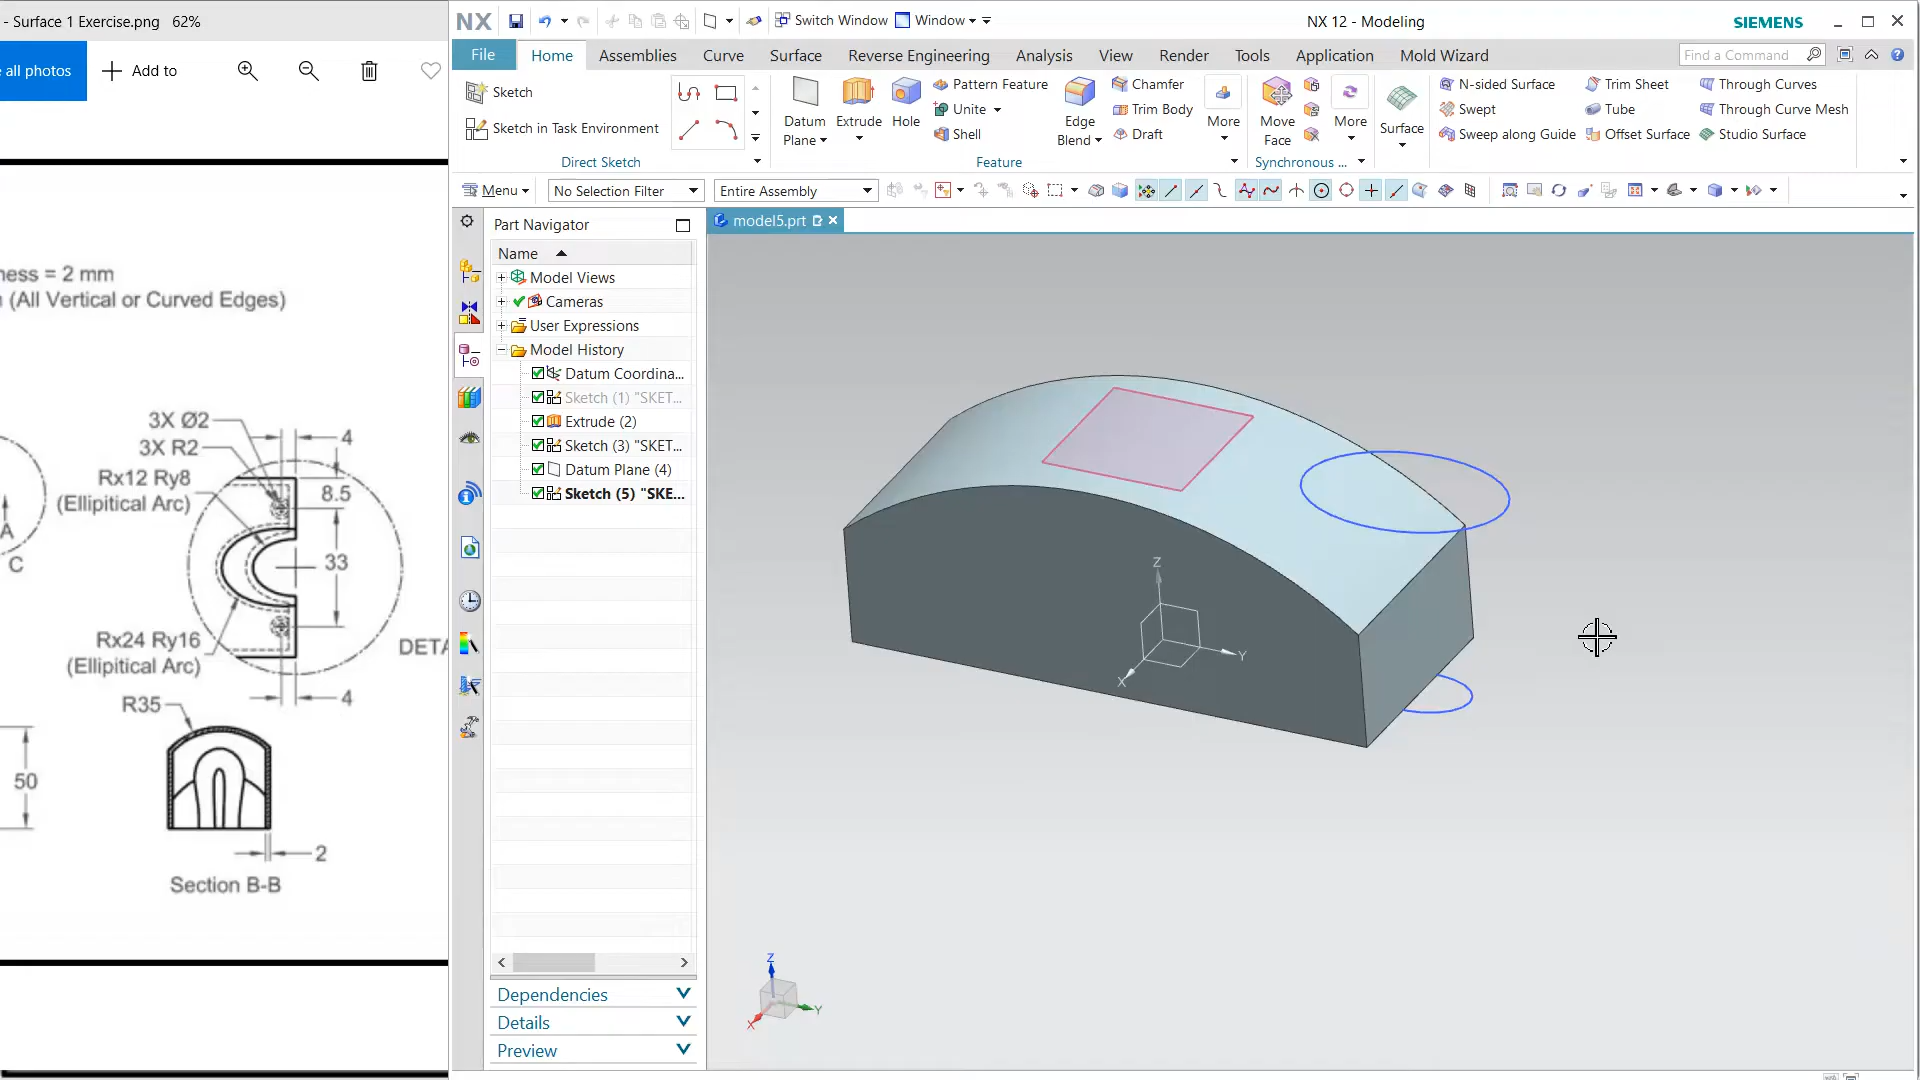 - Surface 1 Exercise.png 62%
all photos
Add to
ness = 2 mm
(All Vertical or Curved Edges)
3X Ø2
3X R2
Rx12 Ry8
(Ellipitical Arc)
4
8.5
33
A
C
Rx24 Ry16
(Ellipitical Arc)
DETA
4
R35
50
2
Section B-B
NX
Switch Window
Window
NX 12 - Modeling
SIEMENS
File
Home
Assemblies
Curve
Surface
Reverse Engineering
Analysis
View
Render
Tools
Application
Mold Wizard
Find a Command
Sketch
Sketch in Task Environment
Direct Sketch
Datum Plane
Extrude
Hole
Pattern Feature
Unite
Shell
Edge Blend
Chamfer
Trim Body
Draft
More
Feature
Move Face
More
Synchronous ...
Surface
N-sided Surface
Swept
Sweep along Guide
Trim Sheet
Tube
Offset Surface
Through Curves
Through Curve Mesh
Studio Surface
Menu
No Selection Filter
Entire Assembly
Part Navigator
model5.prt
Name
Model Views
Cameras
User Expressions
Model History
Datum Coordina...
Sketch (1) "SKET...
Extrude (2)
Sketch (3) "SKET...
Datum Plane (4)
Sketch (5) "SKE...
Dependencies
Details
Preview
Z
Y
X
Z
Y
X